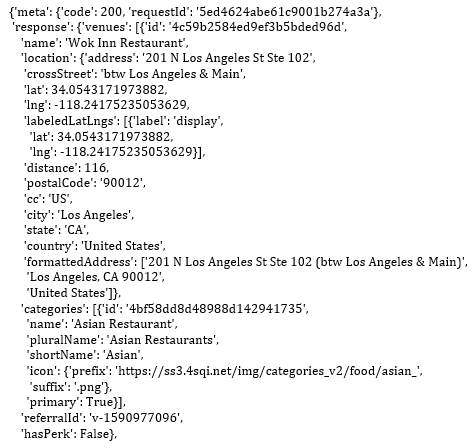 {'meta': {'code': 200, 'requestId': '5ed4624abe61c9001b274a3a'},
'response': {'venues': [{'id': '4c59b2584ed9ef3b5bded96d',
'name': 'Wok Inn Restaurant',
'location': {'address': '201 N Los Angeles St Ste 102',
'crossStreet': 'btw Los Angeles & Main',
'lat': 34.0543171973882,
'lng': -118.24175235053629,
'labeledLatLngs': [{'label': 'display',
'lat': 34.0543171973882,
'lng': -118.24175235053629}],
'distance': 116,
'postalCode': '90012',
'cc': 'US',
'city': 'Los Angeles',
'state': 'CA',
'country': 'United States',
'formattedAddress': ['201 N Los Angeles St Ste 102 (btw Los Angeles & Main)',
'Los Angeles, CA 90012',
'United States']},
'categories': [{'id': '4bf58dd8d48988d142941735',
'name': 'Asian Restaurant',
'pluralName': 'Asian Restaurants',
'shortName': 'Asian',
'icon': {'prefix': 'https://ss3.4sqi.net/img/categories_v2/food/asian_',
'suffix': '.png'},
'primary': True}],
'referralId': 'v-1590977096',
'hasPerk': False},